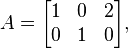 A = [1 0 2
0 1 0],